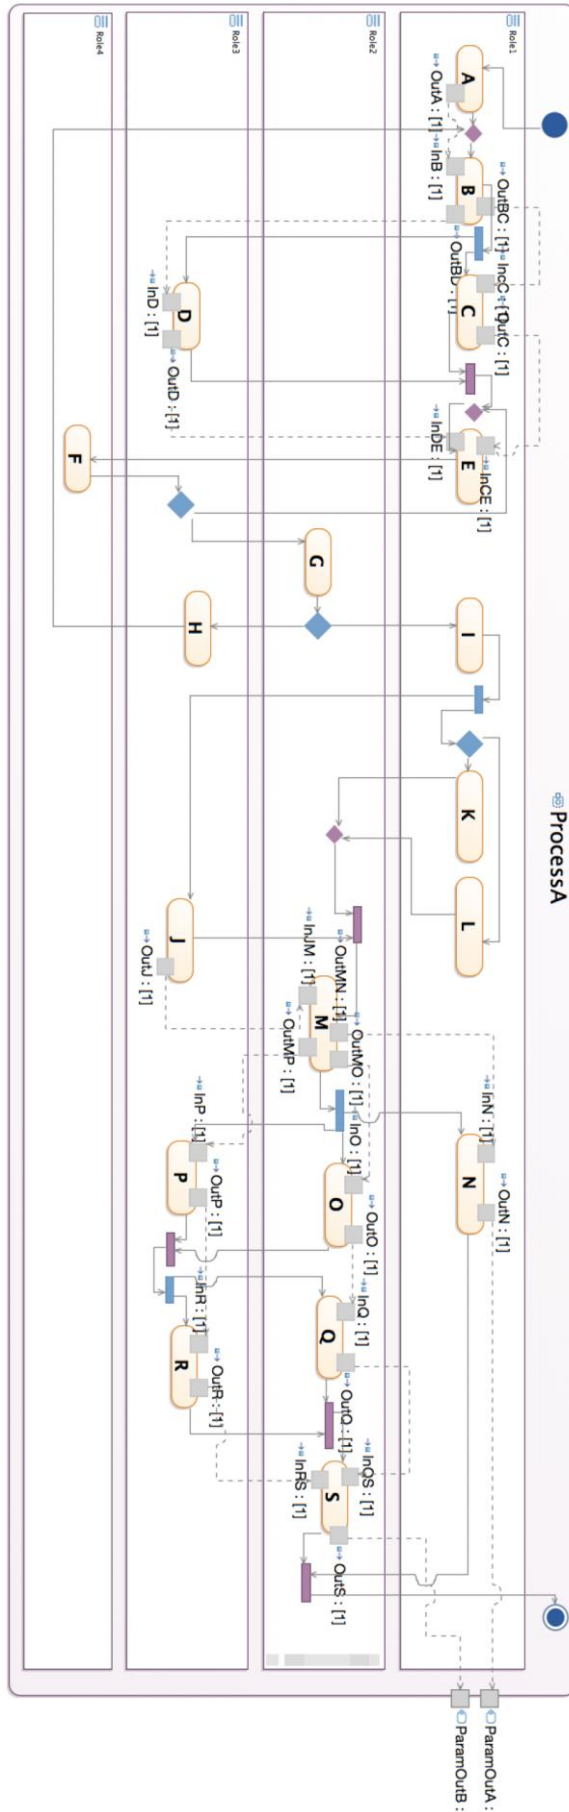 ProcessA
Role1
Role2
Role3
Role4
A
OutA : [1]
InB : [1]
B
OutBC : [1]
OutBD : [1]
IncC : [1]
C
OutC : [1]
InD : [1]
D
OutD : [1]
InDE : [1]
InCE : [1]
E
F
G
H
I
K
L
J
OutJ : [1]
InJM : [1]
OutMN : [1]
M
OutMO : [1]
OutMP : [1]
InN : [1]
N
OutN : [1]
InO : [1]
O
OutO : [1]
InP : [1]
P
OutP : [1]
InQ : [1]
Q
OutQ : [1]
InR : [1]
R
OutR : [1]
InQS : [1]
InRS : [1]
S
OutS : [1]
ParamOutA :
ParamOutB :